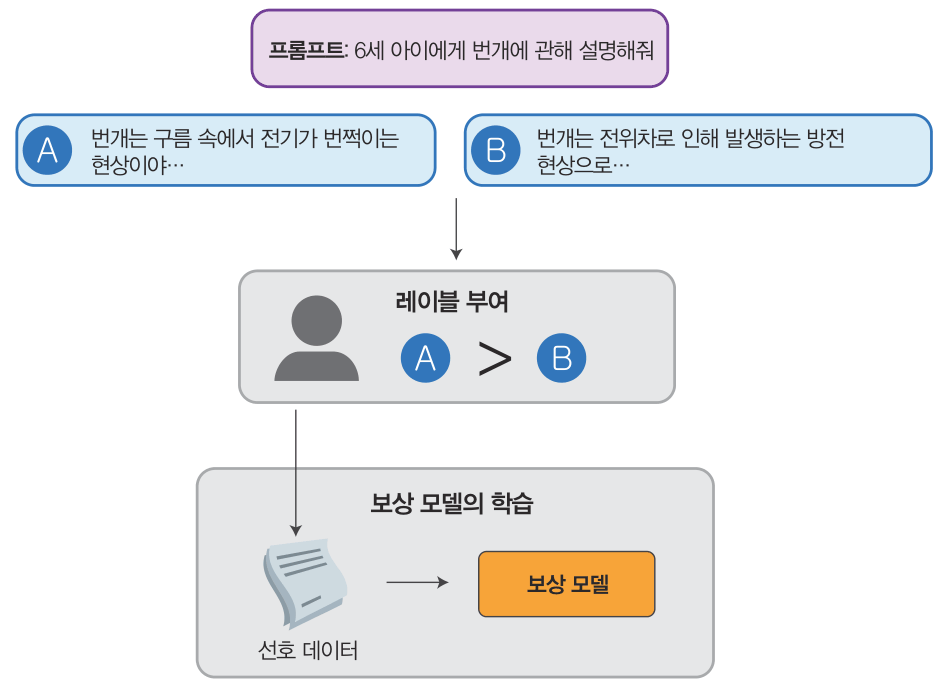 프롬프트: 6세 아이에게 번개에 관해 설명해줘
A
번개는 구름 속에서 전기가 번쩍이는
현상이야…
B
번개는 전위차로 인해 발생하는 방전
현상으로…
레이블 부여
A > B
보상 모델의 학습
보상 모델
선호 데이터